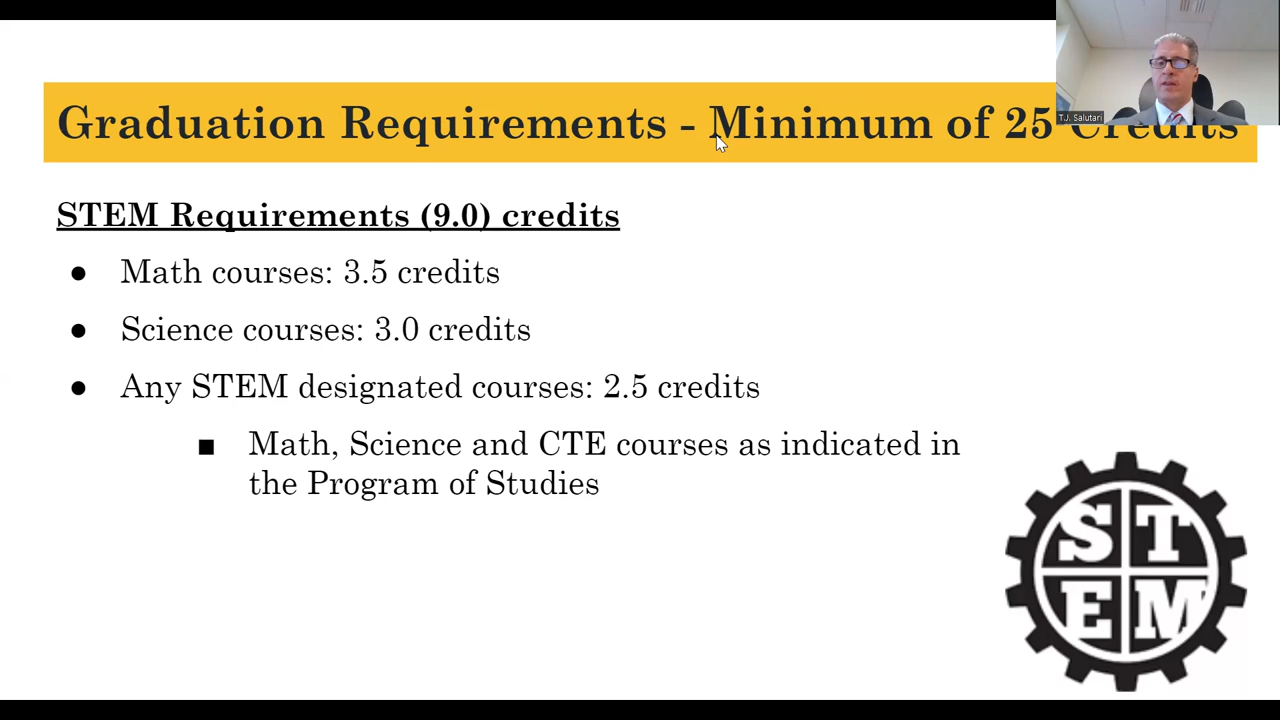 Graduation Requirements - Minimum of 25 Credits
T.J. Salutari
STEM Requirements (9.0) credits
● Math courses: 3.5 credits
● Science courses: 3.0 credits
● Any STEM designated courses: 2.5 credits
■ Math, Science and CTE courses as indicated in
the Program of Studies
S T
E M